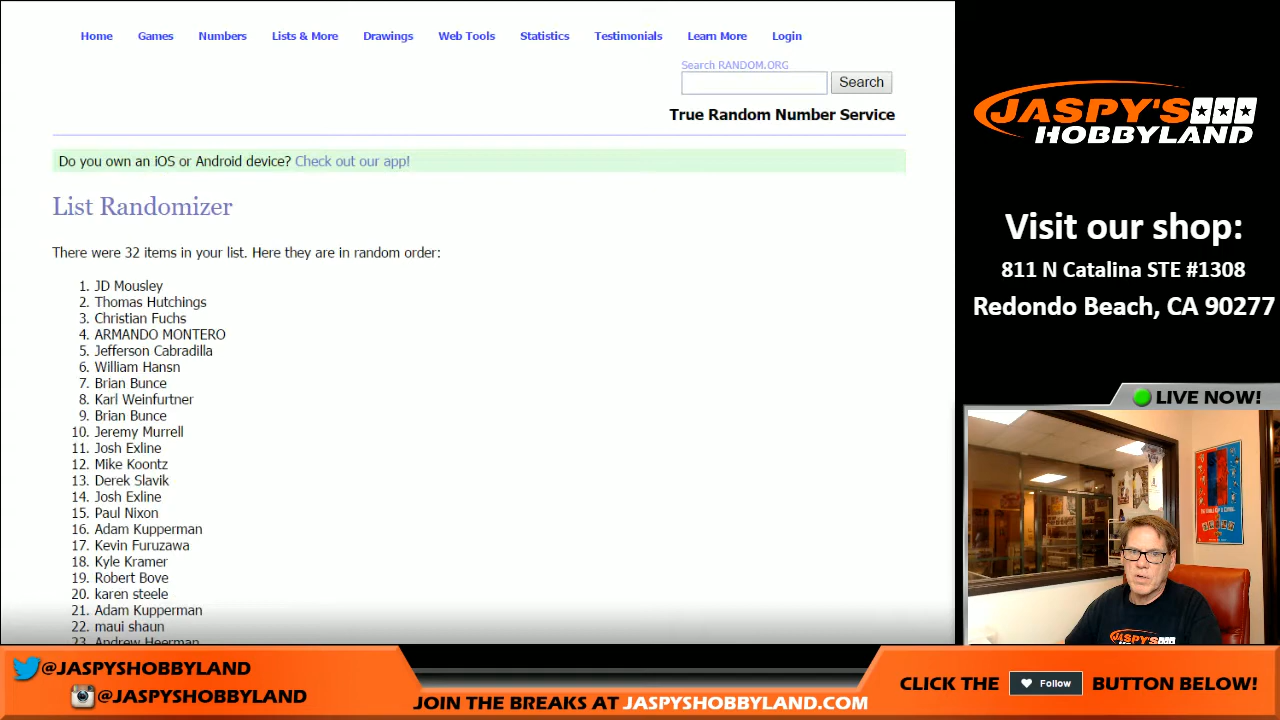 Home Games Numbers Lists & More Drawings Web Tools Statistics Testimonials Learn More Login
Search RANDOM.ORG
Search
True Random Number Service
Do you own an iOS or Android device? Check out our app!
List Randomizer
There were 32 items in your list. Here they are in random order:
1. JD Mousley
2. Thomas Hutchings
3. Christian Fuchs
4. ARMANDO MONTERO
5. Jefferson Cabradilla
6. William Hansn
7. Brian Bunce
8. Karl Weinfurtner
9. Brian Bunce
10. Jeremy Murrell
11. Josh Exline
12. Mike Koontz
13. Derek Slavik
14. Josh Exline
15. Paul Nixon
16. Adam Kupperman
17. Kevin Furuzawa
18. Kyle Kramer
19. Robert Bove
20. karen steele
21. Adam Kupperman
22. maui shaun
23. Andrew Heerman
JASPY'S
HOBBYLAND
Visit our shop:
811 N Catalina STE #1308
Redondo Beach, CA 90277
LIVE NOW!
JASPY'S
@JASPYSHOBBYLAND
@JASPYSHOBBYLAND
JOIN THE BREAKS AT JASPYSHOBBYLAND.COM
CLICK THE Follow BUTTON BELOW!